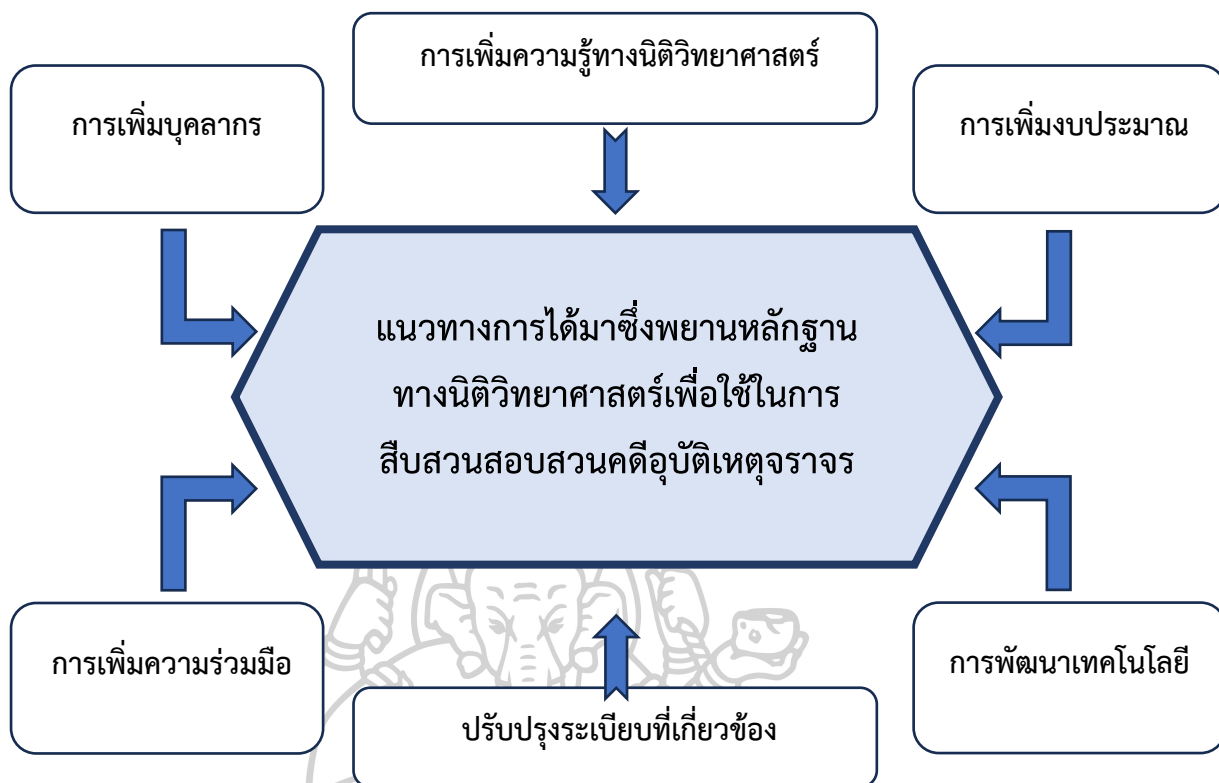 การเพิ่มความรู้ทางนิติวิทยาศาสตร์
การเพิ่มบุคลากร
การเพิ่มงบประมาณ
แนวทางการได้มาซึ่งพยานหลักฐาน
ทางนิติวิทยาศาสตร์เพื่อใช้ในการ
สืบสวนสอบสวนคดีอุบัติเหตุจราจร
การเพิ่มความร่วมมือ
การพัฒนาเทคโนโลยี
ปรับปรุงระเบียบที่เกี่ยวข้อง